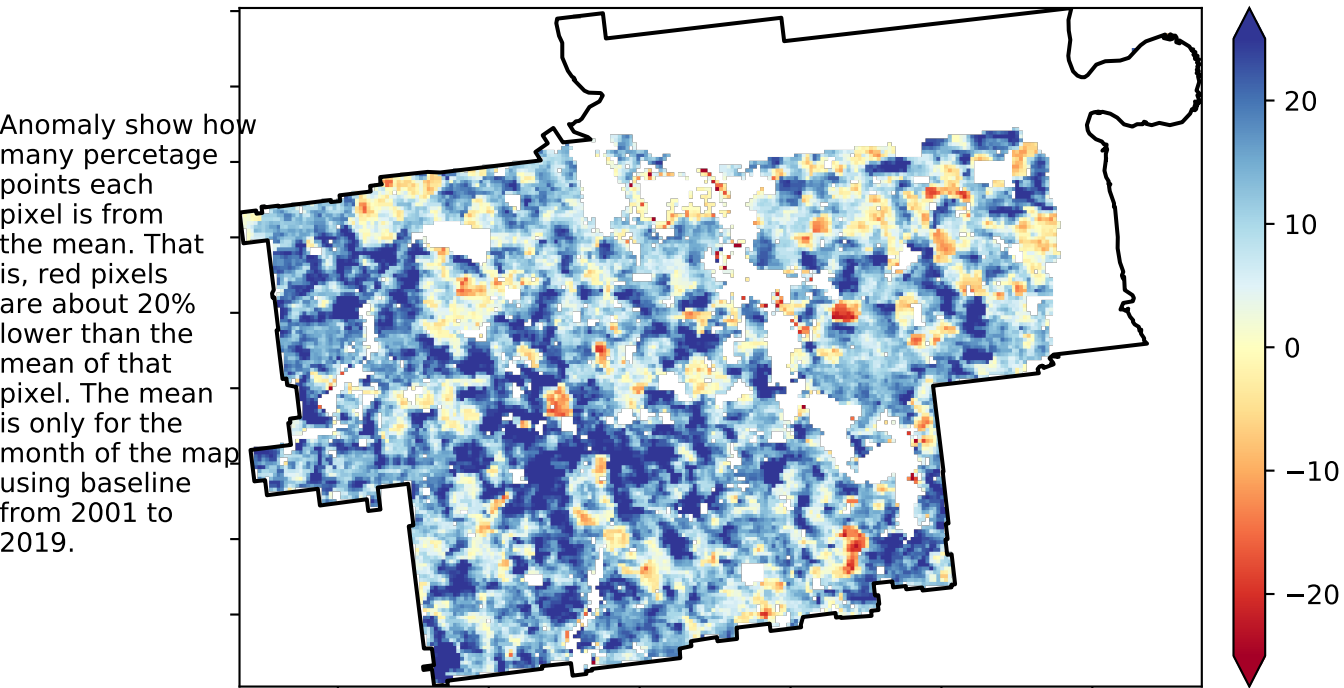 Anomaly show how
many percetage
points each
pixel is from
the mean. That
is, red pixels
are about 20%
lower than the
mean of that
pixel. The mean
is only for the
month of the map
using baseline
from 2001 to
2019.
20
10
0
−10
−20